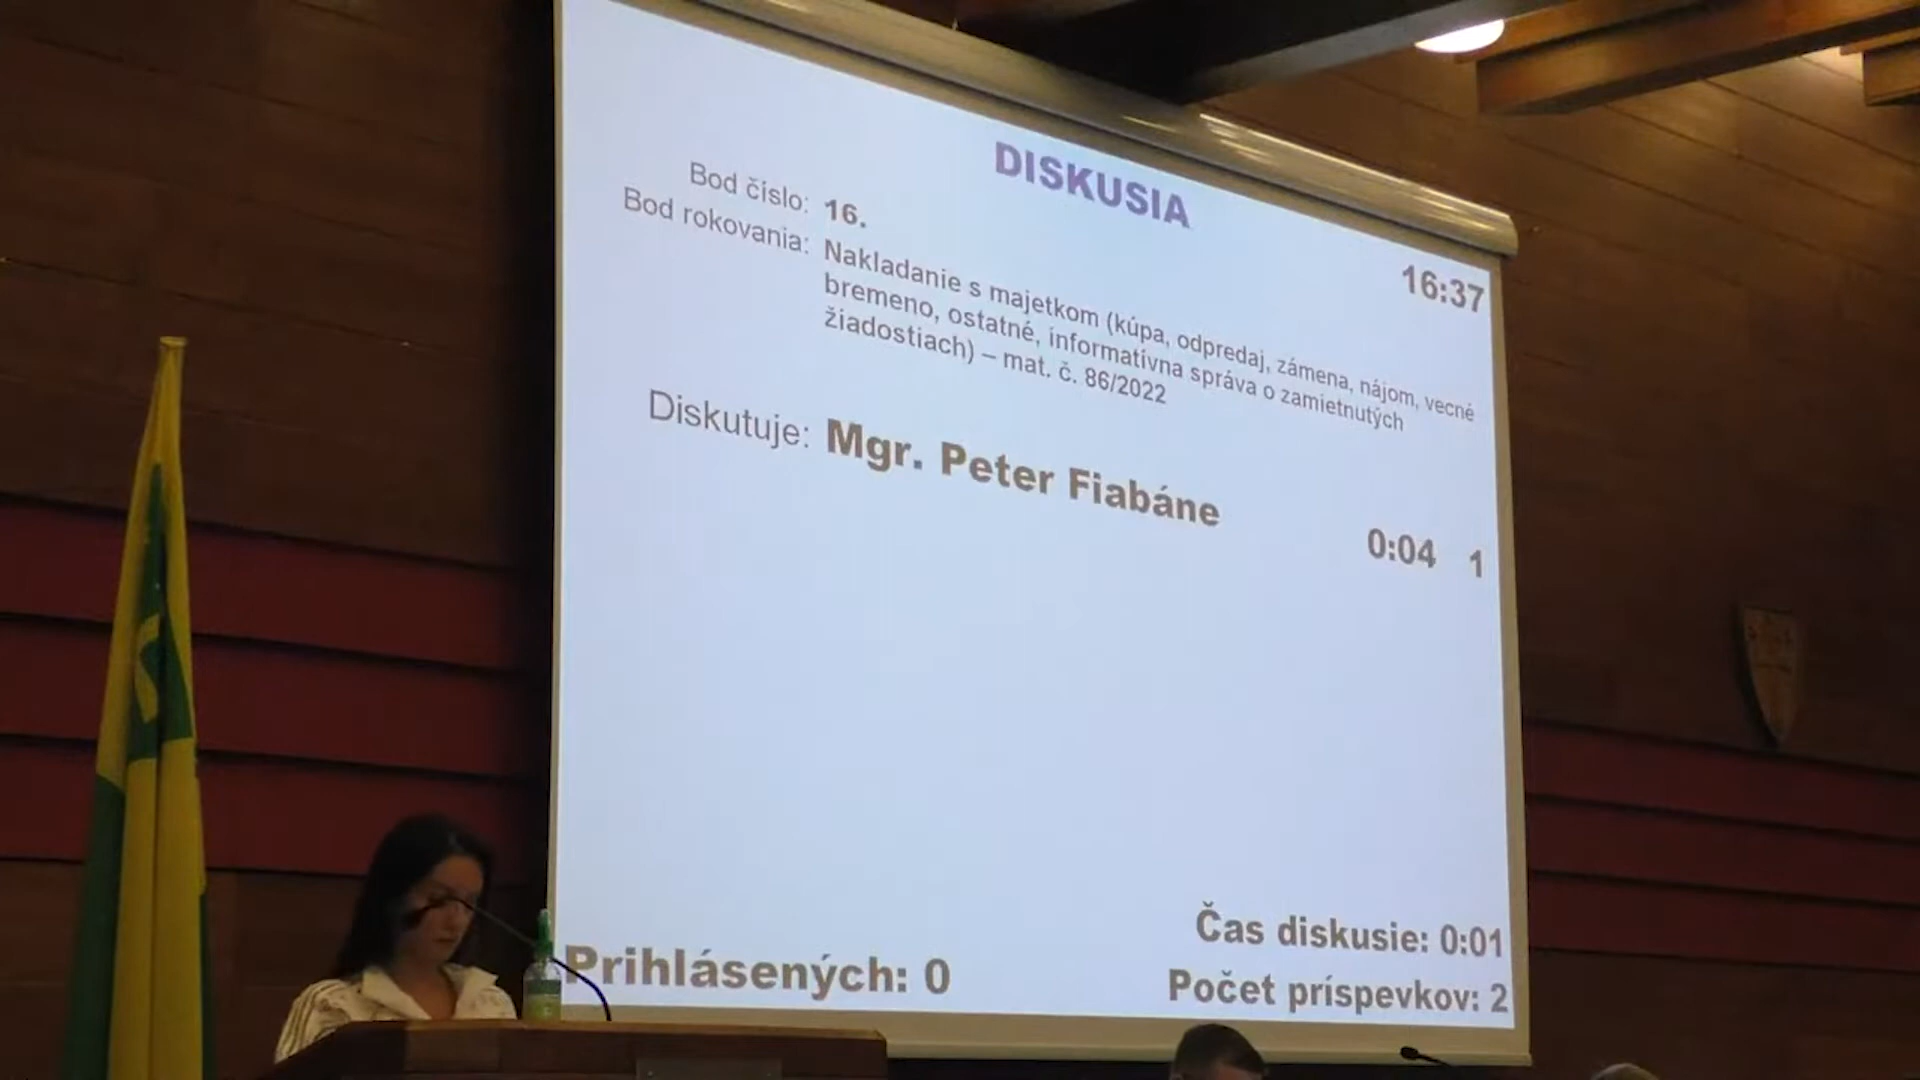 DISKUSIA
16:37
Bod číslo: 16.
Bod rokovania: Nakladanie s majetkom (kúpa, odpredaj, zámena, nájom, vecné
bremeno, ostatné, informatívna správa o zamietnutých
žiadostiach) – mat. č. 86/2022
Diskutuje: Mgr. Peter Fiabáne
0:04 1
Čas diskusie: 0:01
Prihlásených: 0
Počet príspevkov: 2